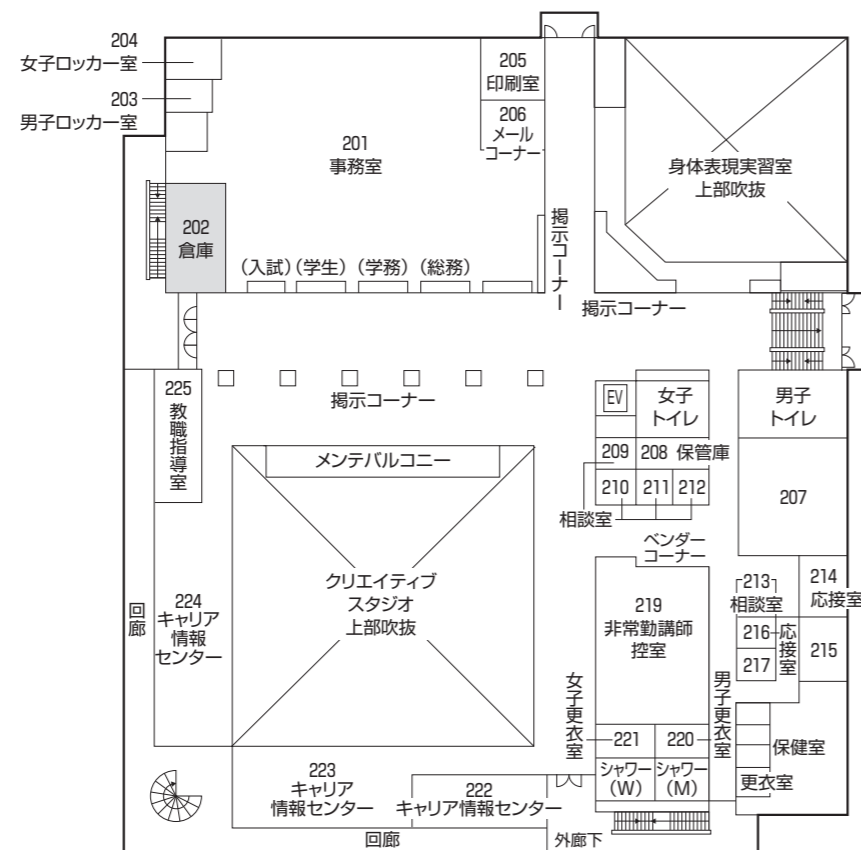 204
女子ロッカー室
203
男子ロッカー室
201
事務室
205
印刷室
206
メール
コーナー
身体表現実習室
上部吹抜
掲示コーナー
202
倉庫
(入試)
(学生)
(学務)
(総務)
掲示コーナー
225
教職指導室
掲示コーナー
EV
女子
トイレ
男子
トイレ
メンテバルコニー
209
208 保管庫
210
211
212
相談室
207
ベンダー
コーナー
クリエイティブ
スタジオ
上部吹抜
219
非常勤講師
控室
213
相談室
214
応接室
216
217
応接室
215
回廊
224
キャリア
情報
センター
女子更衣室
男子更衣室
221
220
シャワー
(W)
シャワー
(M)
保健室
更衣室
223
キャリア
情報センター
222
キャリア情報センター
回廊
外廊下